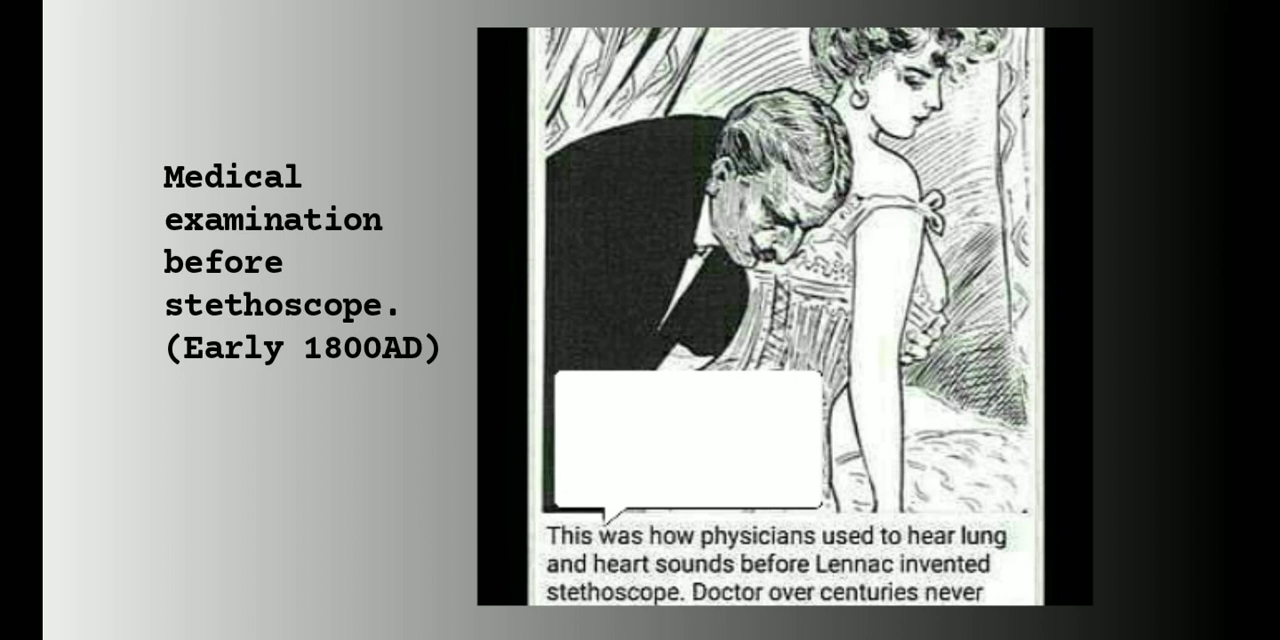 Medical
examination
before
stethoscope.
(Early 1800AD)
This was how physicians used to hear lung
and heart sounds before Lennac invented
stethoscope. Doctor over centuries never